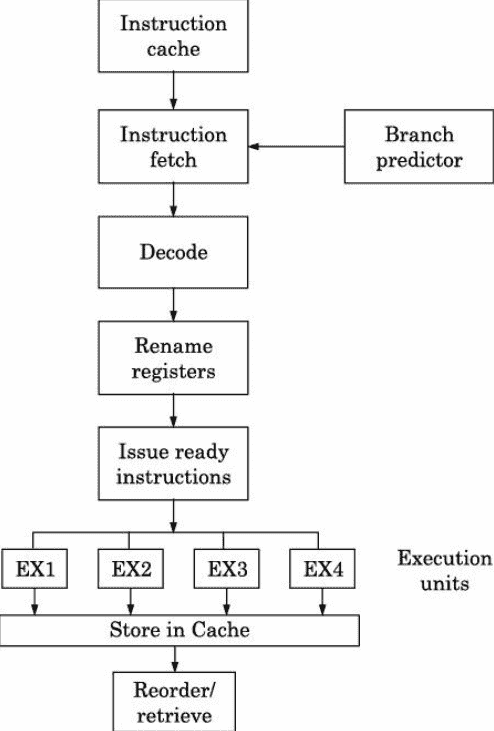 Instruction
cache
Instruction
fetch
Branch
predictor
Decode
Rename
registers
Issue ready
instructions
EX1 EX2 EX3 EX4
Execution
units
Store in Cache
Reorder/
retrieve